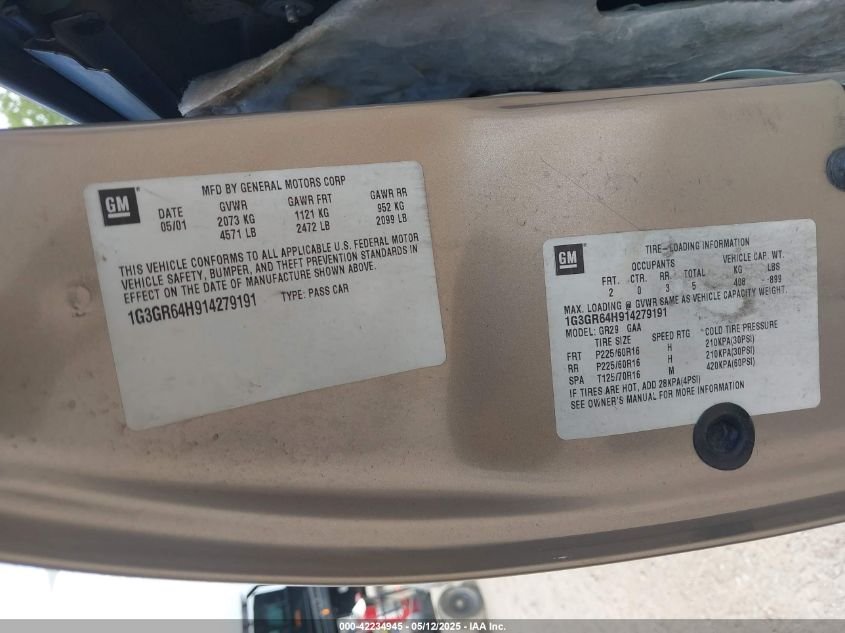 GM
MFD BY GENERAL MOTORS CORP
DATE GVWR GAWR FRT GAWR RR
05/01 2073 KG 1121 KG 952 KG
4571 LB 2472 LB 2099 LB
THIS VEHICLE CONFORMS TO ALL APPLICABLE U.S. FEDERAL MOTOR
VEHICLE SAFETY, BUMPER, AND THEFT PREVENTION STANDARDS IN
EFFECT ON THE DATE OF MANUFACTURE SHOWN ABOVE.
1G3GR64H914279191 TYPE: PASS CAR
GM
TIRE-LOADING INFORMATION
OCCUPANTS VEHICLE CAP. WT.
FRT. CTR. RR. TOTAL KG LBS
2 0 3 5 408 899
MAX. LOADING @ GVWR SAME AS VEHICLE CAPACITY WEIGHT.
1G3GR64H914279191
MODEL: GR29 GAA
TIRE SIZE SPEED RTG COLD TIRE PRESSURE
FRT P225/60R16 H 210KPA(30PSI)
RR P225/60R16 H 210KPA(30PSI)
SPA T125/70R16 M 420KPA(60PSI)
IF TIRES ARE HOT, ADD 28KPA(4PSI)
SEE OWNER'S MANUAL FOR MORE INFORMATION
000-42234945 - 05/12/2025 - IAA Inc.